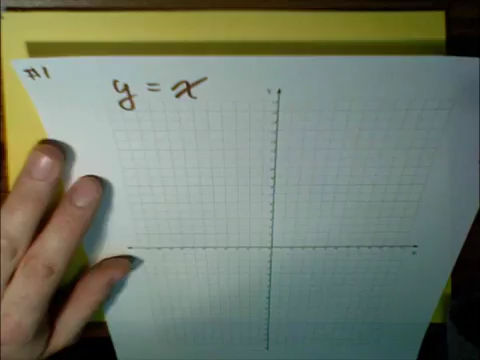 #1
y = x